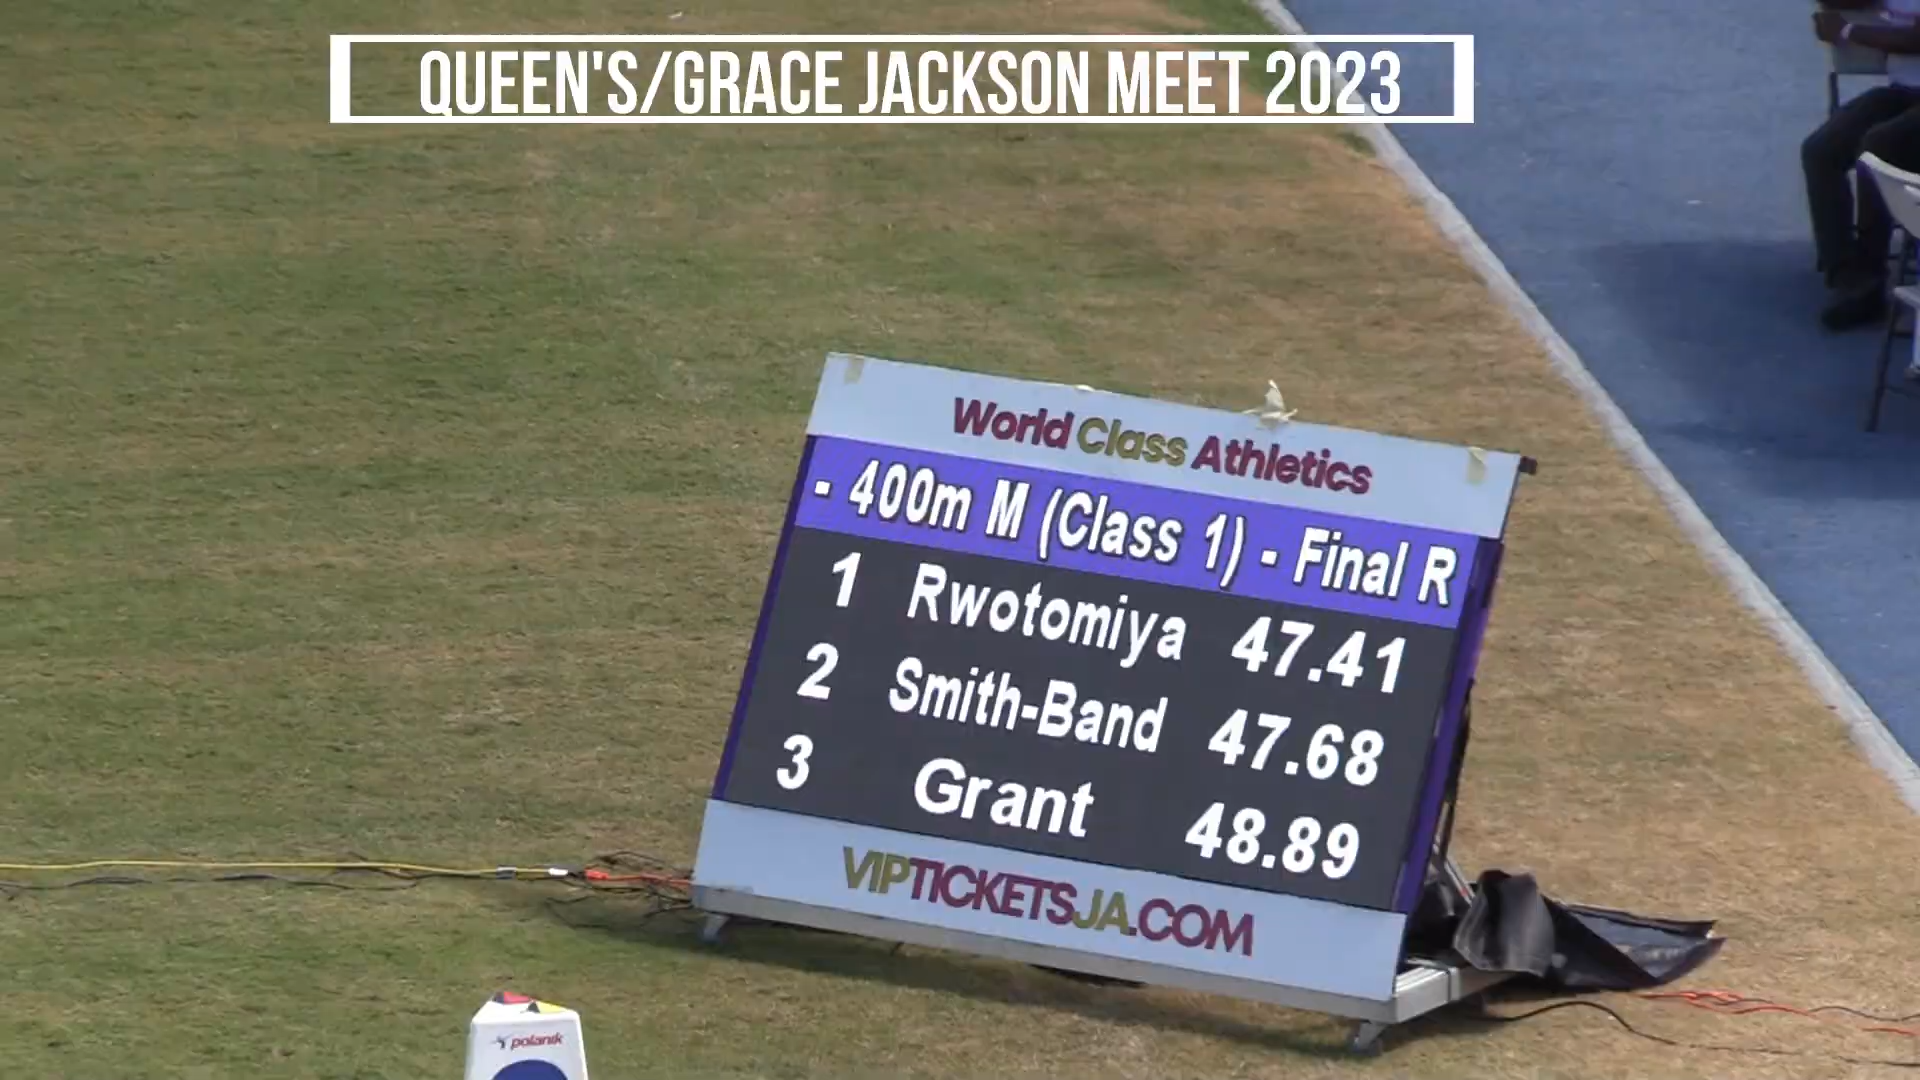 QUEEN'S/GRACE JACKSON MEET 2023
World Class Athletics
- 400m M (Class 1) - Final R
1 Rwotomiya 47.41
2 Smith-Band 47.68
3 Grant 48.89
VIPTICKETSJA.COM
polanik